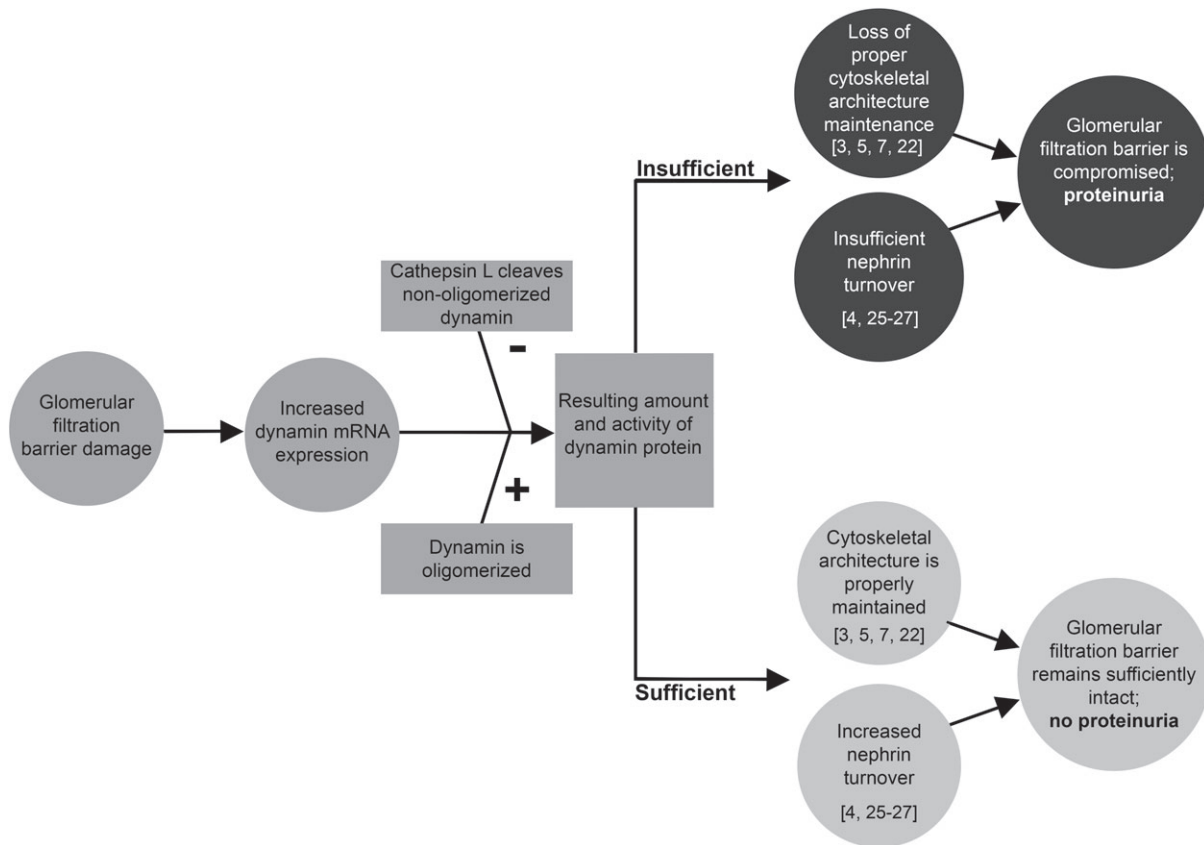 Glomerular
filtration
barrier damage
Increased
dynamin mRNA
expression
Cathepsin L cleaves
non-oligomerized
dynamin
-
+
Dynamin is
oligomerized
Resulting amount
and activity of
dynamin protein
Insufficient
Loss of
proper
cytoskeletal
architecture
maintenance
[3, 5, 7, 22]
Insufficient
nephrin
turnover
[4, 25-27]
Glomerular
filtration barrier is
compromised;
proteinuria
Sufficient
Cytoskeletal
architecture is
properly
maintained
[3, 5, 7, 22]
Increased
nephrin
turnover
[4, 25-27]
Glomerular
filtration barrier
remains sufficiently
intact;
no proteinuria